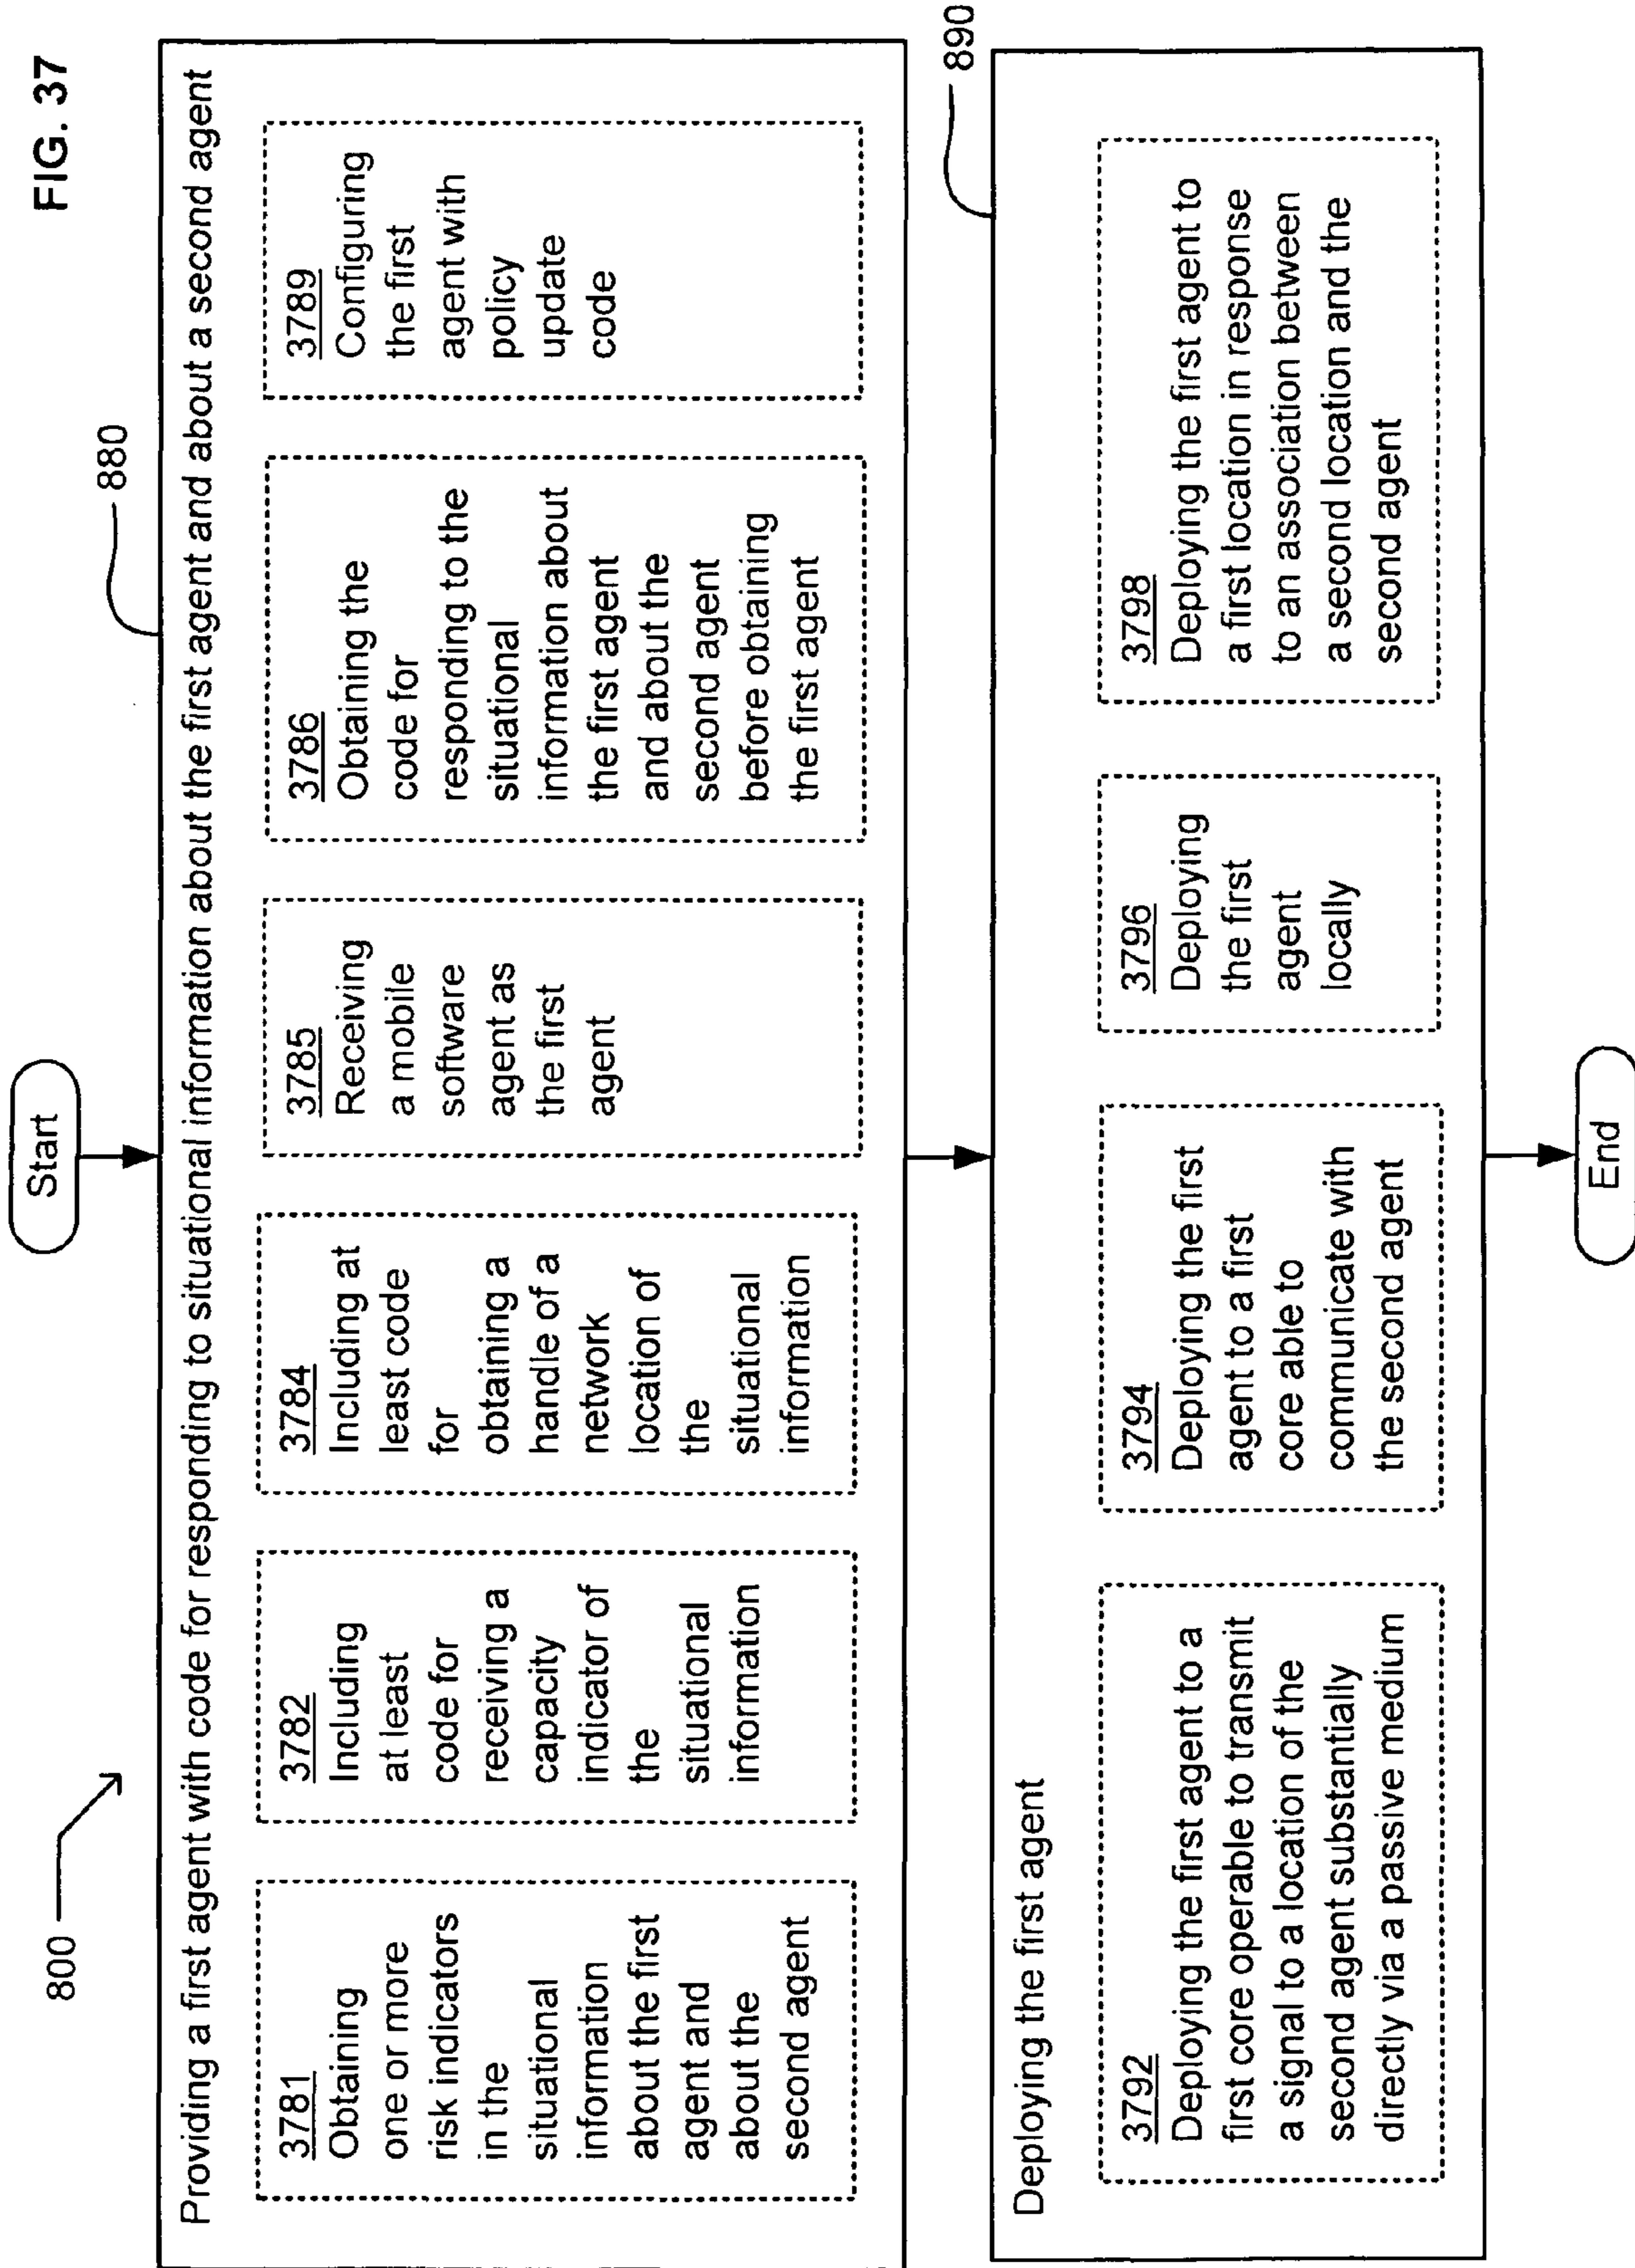 FIG. 37
800
Start
880
Providing a first agent with code for responding to situational information about the first agent and about a second agent
3781
Obtaining
one or more
risk indicators
in the
situational
information
about the first
agent and
about the
second agent
3782
Including
at least
code for
receiving a
capacity
indicator of
the
situational
information
3784
Including at
least code
for
obtaining a
handle of a
network
location of
the
situational
information
3785
Receiving
a mobile
software
agent as
the first
agent
3786
Obtaining the
code for
responding to the
situational
information about
the first agent
and about the
second agent
before obtaining
the first agent
3789
Configuring
the first
agent with
policy
update
code
890
Deploying the first agent
3792
Deploying the first agent to a
first core operable to transmit
a signal to a location of the
second agent substantially
directly via a passive medium
3794
Deploying the first
agent to a first
core able to
communicate with
the second agent
3796
Deploying
the first
agent
locally
3798
Deploying the first agent to
a first location in response
to an association between
a second location and the
second agent
End